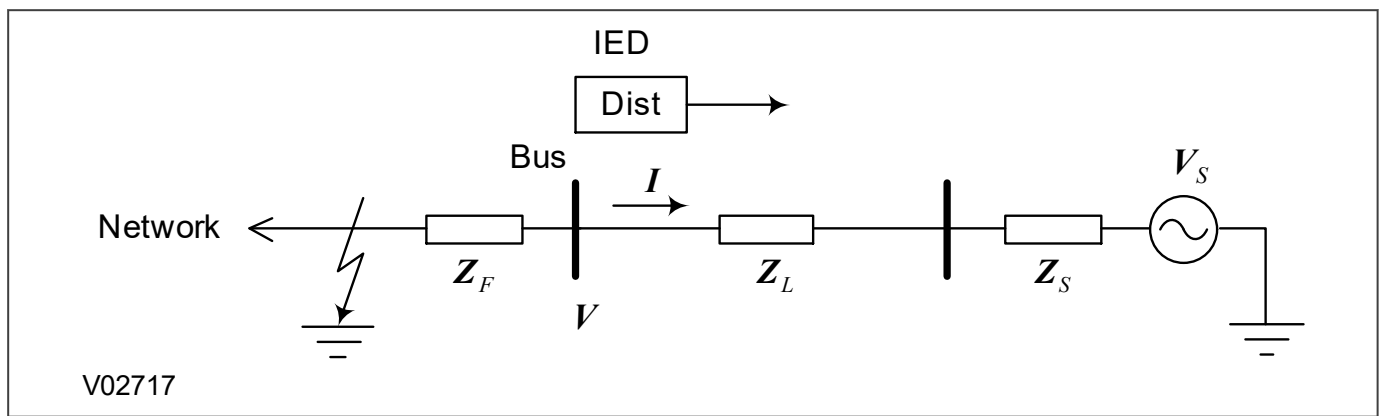 IED
Dist
Bus
I
V_S
Network
Z_F
Z_L
Z_S
V
V02717